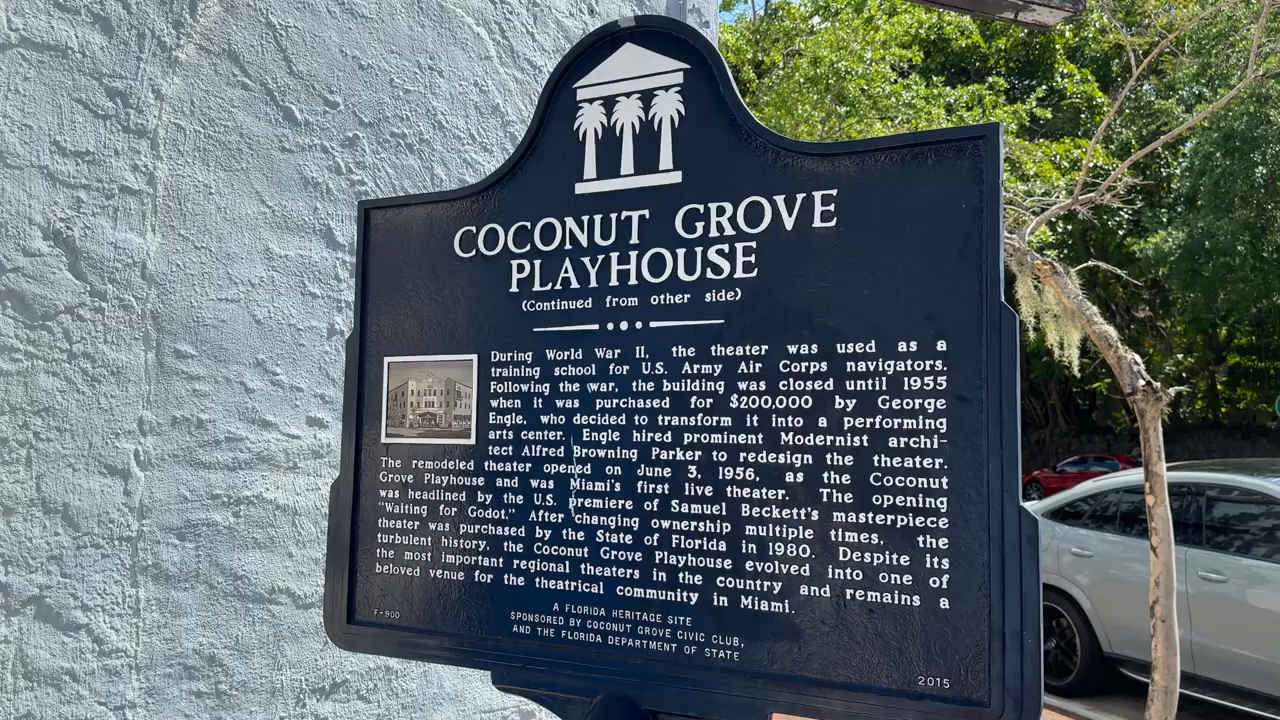 COCONUT GROVE
PLAYHOUSE
(Continued from other side)
During World War II, the theater was used as a
training school for U.S. Army Air Corps navigators.
Following the war, the building was closed until 1955
when it was purchased for $200,000 by George
Engle, who decided to transform it into a performing
arts center. Engle hired prominent Modernist archi-
tect Alfred Browning Parker to redesign the theater.
The remodeled theater opened on June 3, 1956, as the Coconut
Grove Playhouse and was Miami's first live theater. The opening
was headlined by the U.S. premiere of Samuel Beckett's masterpiece
"Waiting for Godot." After changing ownership multiple times, the
theater was purchased by the State of Florida in 1980. Despite its
turbulent history, the Coconut Grove Playhouse evolved into one of
the most important regional theaters in the country and remains a
beloved venue for the theatrical community in Miami.
A FLORIDA HERITAGE SITE
SPONSORED BY COCONUT GROVE CIVIC CLUB,
AND THE FLORIDA DEPARTMENT OF STATE
F-900
2015